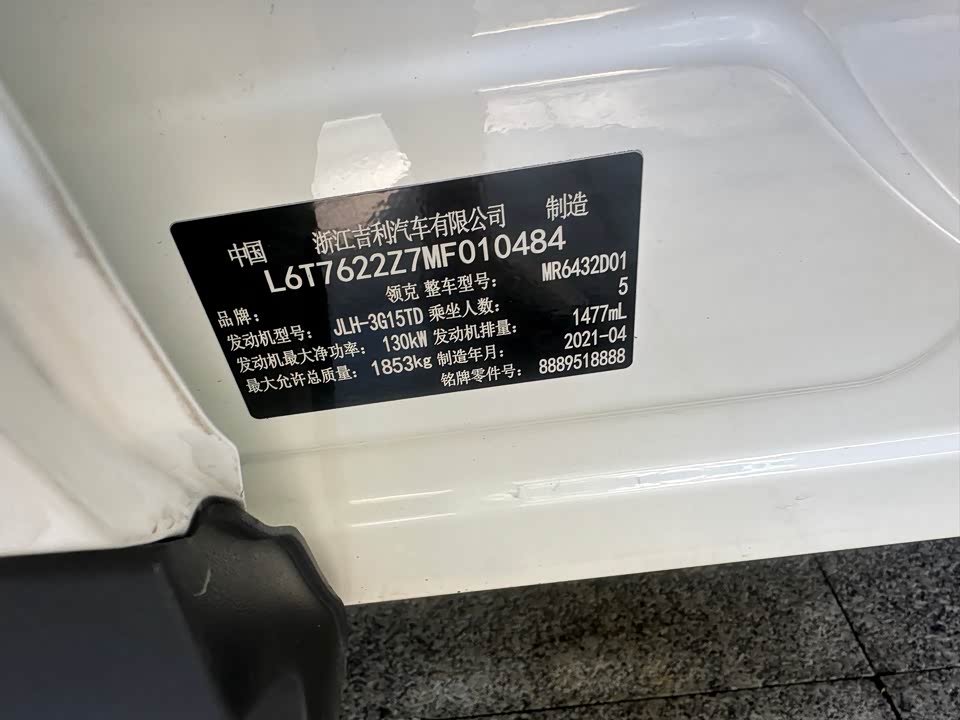 中国 浙江吉利汽车有限公司 制造
L6T7622Z7MF010484
品牌： 领克 整车型号： MR6432D01
发动机型号： JLH-3G15TD 乘坐人数： 5
发动机最大净功率： 130kW 发动机排量： 1477mL
最大允许总质量： 1853kg 制造年月： 2021-04
铭牌零件号： 8889518888